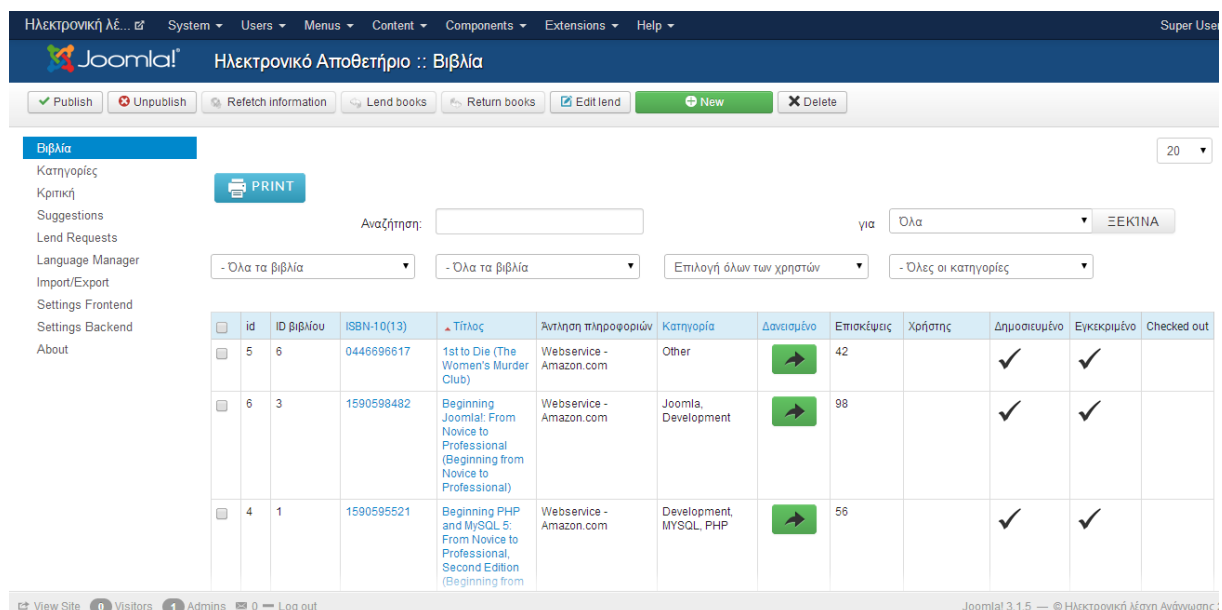 Ηλεκτρονική λέ... System Users Menus Content Components Extensions Help Super User
Joomla! Ηλεκτρονικό Αποθετήριο :: Βιβλία
Publish Unpublish Refetch information Lend books Return books Edit lend New Delete
Βιβλία
20
Κατηγορίες
Κριτική
PRINT
Suggestions
Αναζήτηση: για Όλα ΞΕΚΊΝΑ
Lend Requests
Language Manager
- Όλα τα βιβλία - Όλα τα βιβλία Επιλογή όλων των χρηστών - Όλες οι κατηγορίες
Import/Export
Settings Frontend
Settings Backend
About
id ID βιβλίου ISBN-10(13) Τίτλος Άντληση πληροφοριών Κατηγορία Δανεισμένο Επισκέψεις Χρήστης Δημοσιευμένο Εγκεκριμένο Checked out
5 6 0446696617 1st to Die (The Webservice - Other 42
Women's Murder Amazon.com
Club)
6 3 1590598482 Beginning Webservice - Joomla, 98
Joomla!: From Amazon.com Development
Novice to
Professional
(Beginning from
Novice to
Professional)
4 1 1590595521 Beginning PHP Webservice - Development, 56
and MySQL 5: Amazon.com MYSQL, PHP
From Novice to
Professional,
Second Edition
(Beginning from
View Site 0 Visitors 1 Admins 0 Log out Joomla! 3.1.5 — © Ηλεκτρονική λέσχη Ανάγνωσης